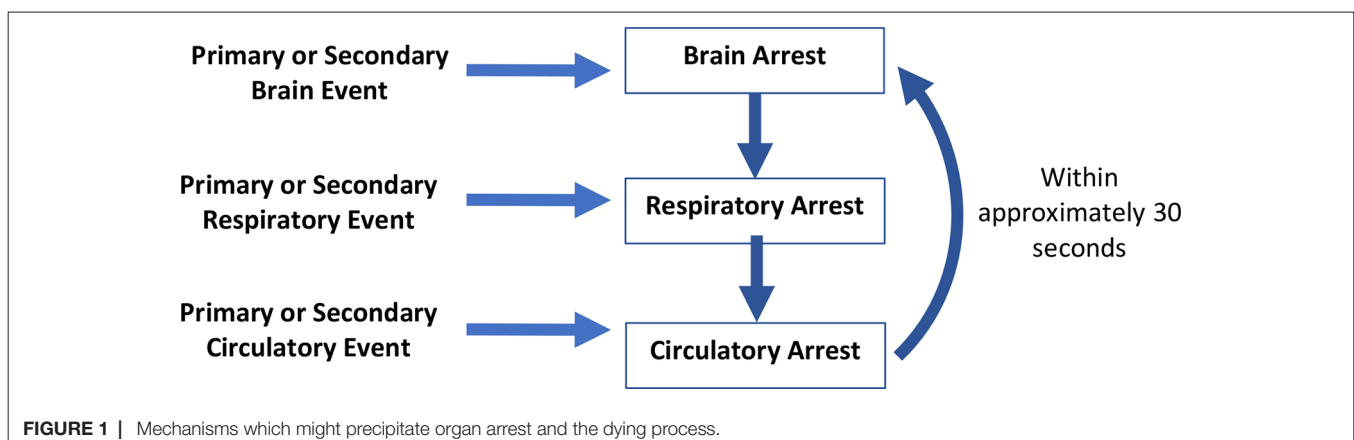 Primary or Secondary
Brain Event
Brain Arrest
Primary or Secondary
Respiratory Event
Respiratory Arrest
Within
approximately 30
seconds
Primary or Secondary
Circulatory Event
Circulatory Arrest
FIGURE 1 | Mechanisms which might precipitate organ arrest and the dying process.